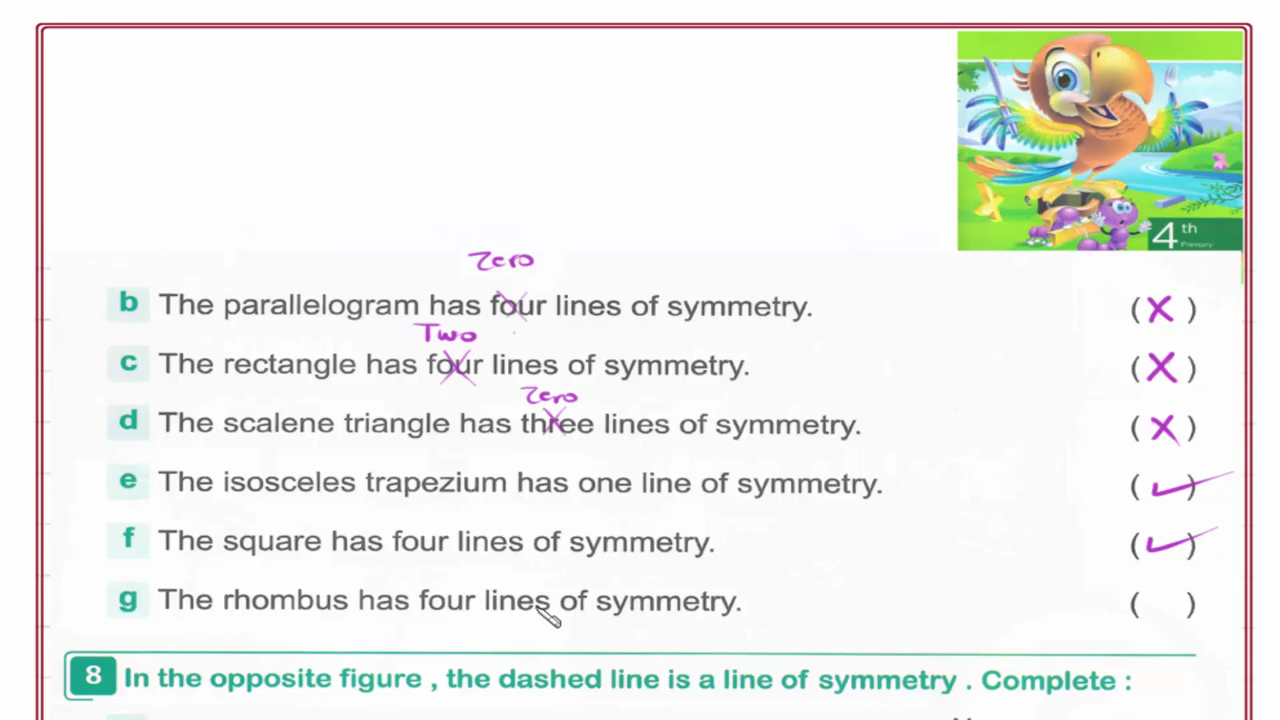 4th
Primary
Zero
b The parallelogram has four lines of symmetry. (X)
Two
c The rectangle has four lines of symmetry. (X)
Zero
d The scalene triangle has three lines of symmetry. (X)
e The isosceles trapezium has one line of symmetry. (✓)
f The square has four lines of symmetry. (✓)
g The rhombus has four lines of symmetry. ( )
8 In the opposite figure , the dashed line is a line of symmetry . Complete :